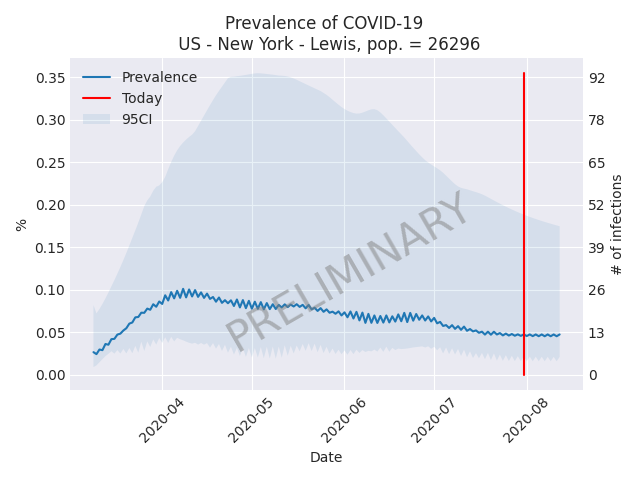 Prevalence of COVID-19
US - New York - Lewis, pop. = 26296
Prevalence
Today
95CI
0.35
0.30
0.25
0.20
0.15
0.10
0.05
0.00
%
92
78
65
52
39
26
13
0
# of infections
PRELIMINARY
2020-04
2020-05
2020-06
2020-07
2020-08
Date